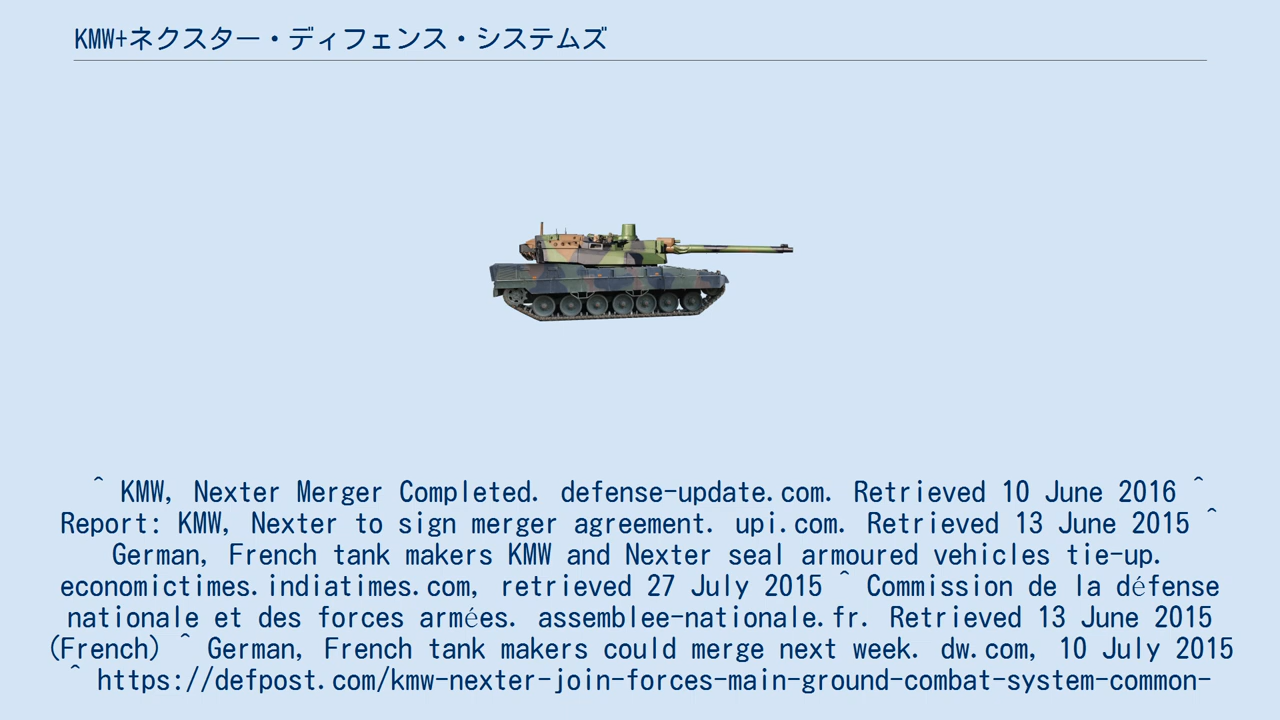 KMW+ネクスター・ディフェンス・システムズ
^ KMW, Nexter Merger Completed. defense-update.com. Retrieved 10 June 2016 ^
Report: KMW, Nexter to sign merger agreement. upi.com. Retrieved 13 June 2015 ^
German, French tank makers KMW and Nexter seal armoured vehicles tie-up.
economictimes.indiatimes.com, retrieved 27 July 2015 ^ Commission de la défense
nationale et des forces armées. assemblee-nationale.fr. Retrieved 13 June 2015
(French) ^ German, French tank makers could merge next week. dw.com, 10 July 2015
^ https://defpost.com/kmw-nexter-join-forces-main-ground-combat-system-common-